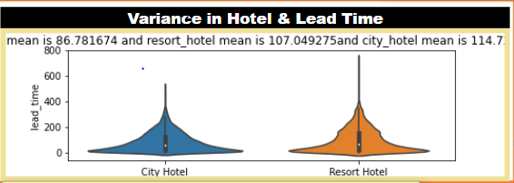 Variance in Hotel & Lead Time
mean is 86.781674 and resort_hotel mean is 107.049275and city_hotel mean is 114.7
800
600
400
200
0
lead_time
City Hotel
Resort Hotel